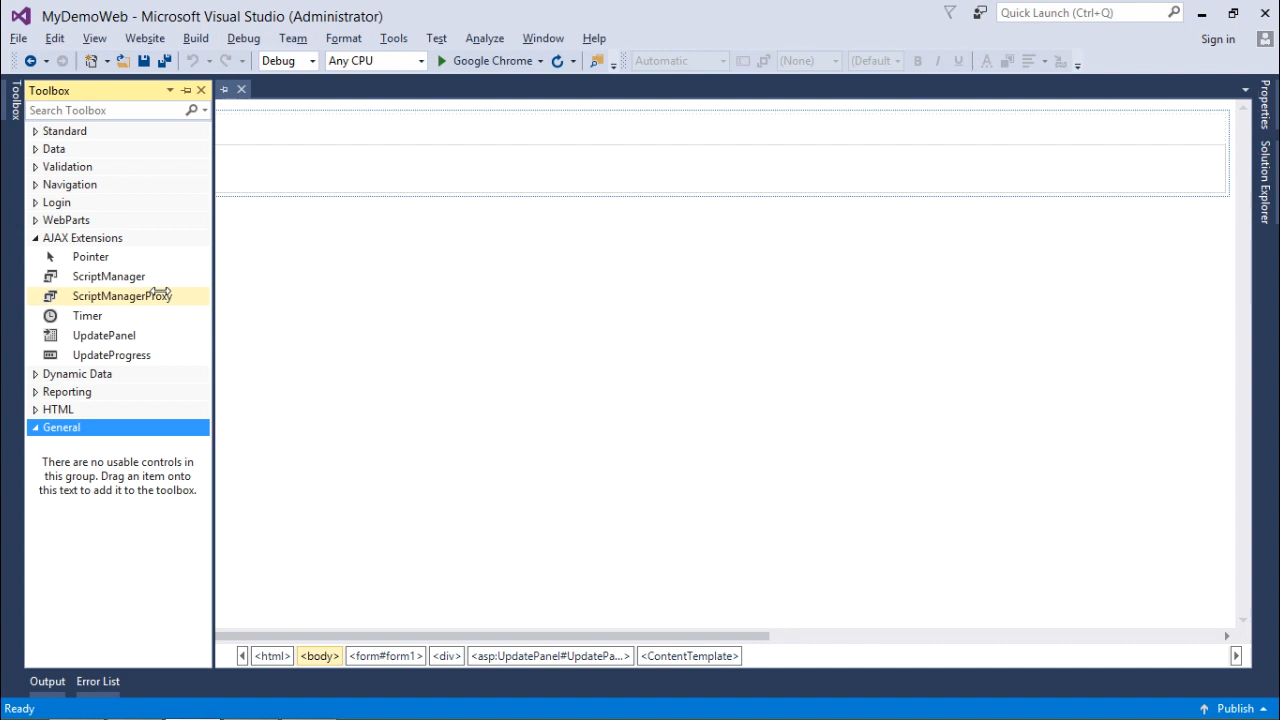 MyDemoWeb - Microsoft Visual Studio (Administrator)
Quick Launch (Ctrl+Q)
File Edit View Website Build Debug Team Format Tools Test Analyze Window Help
Sign in
Debug Any CPU Google Chrome Automatic (None) (Default B I U A
Toolbox
Toolbox
Search Toolbox
Standard
Data
Validation
Navigation
Login
WebParts
AJAX Extensions
Pointer
ScriptManager
ScriptManagerProxy
Timer
UpdatePanel
UpdateProgress
Dynamic Data
Reporting
HTML
General
There are no usable controls in
this group. Drag an item onto
this text to add it to the toolbox.
Properties
Solution Explorer
<html> <body> <form#form1> <div> <asp:UpdatePanel#UpdatePa...> <ContentTemplate>
Output Error List
Ready
Publish